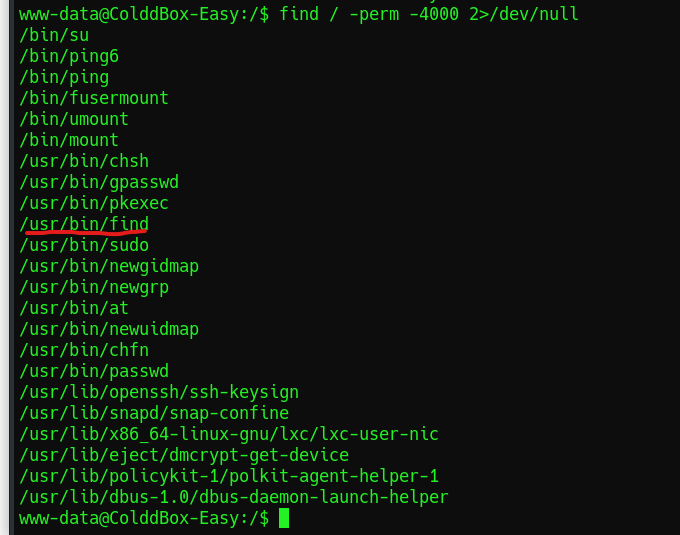 www-data@ColddBox-Easy:/$ find / -perm -4000 2>/dev/null
/bin/su
/bin/ping6
/bin/ping
/bin/fusermount
/bin/umount
/bin/mount
/usr/bin/chsh
/usr/bin/gpasswd
/usr/bin/pkexec
/usr/bin/find
/usr/bin/sudo
/usr/bin/newgidmap
/usr/bin/newgrp
/usr/bin/at
/usr/bin/newuidmap
/usr/bin/chfn
/usr/bin/passwd
/usr/lib/openssh/ssh-keysign
/usr/lib/snapd/snap-confine
/usr/lib/x86_64-linux-gnu/lxc/lxc-user-nic
/usr/lib/eject/dmcrypt-get-device
/usr/lib/policykit-1/polkit-agent-helper-1
/usr/lib/dbus-1.0/dbus-daemon-launch-helper
www-data@ColddBox-Easy:/$